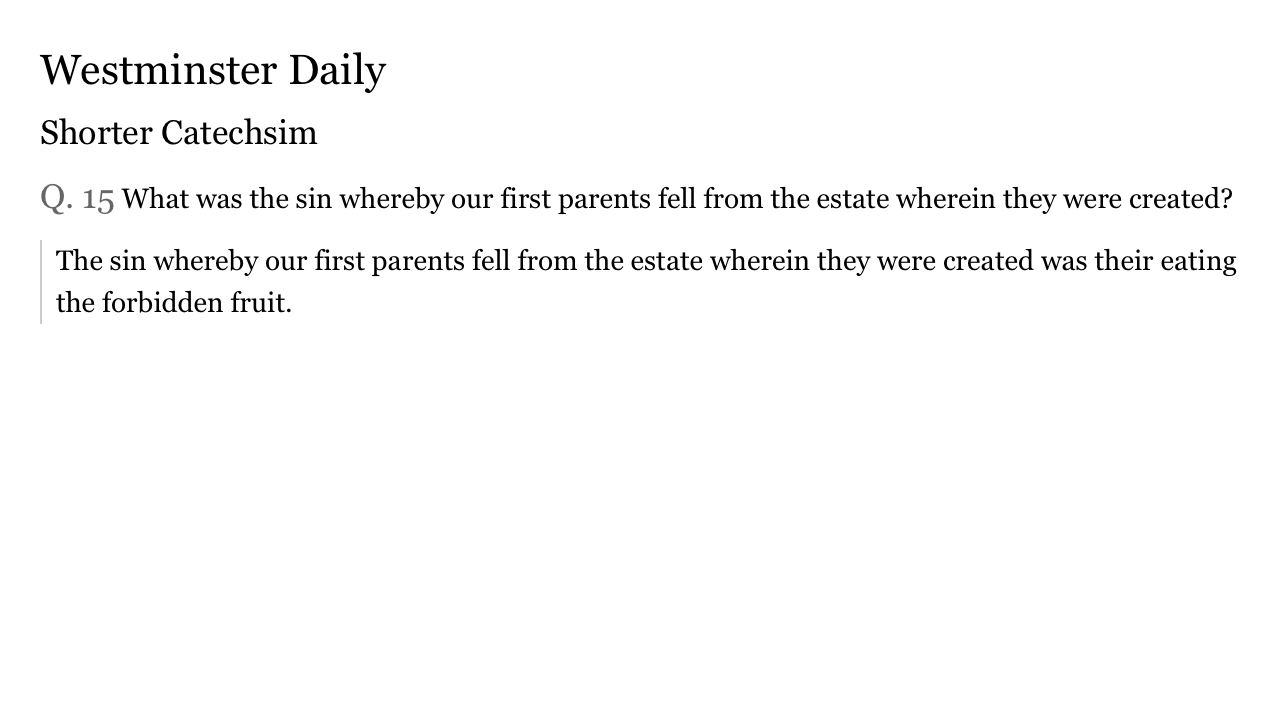 Westminster Daily
Shorter Catechsim
Q. 15 What was the sin whereby our first parents fell from the estate wherein they were created?
The sin whereby our first parents fell from the estate wherein they were created was their eating
the forbidden fruit.